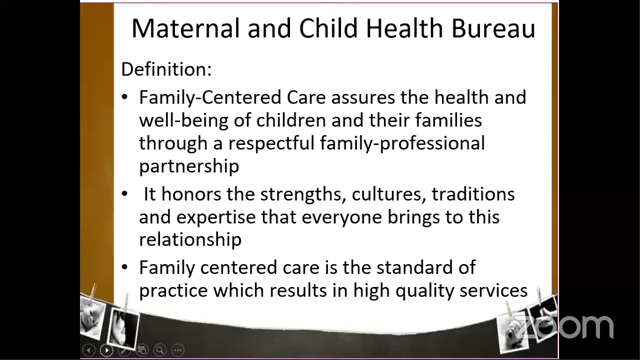 Maternal and Child Health Bureau
Definition:
• Family-Centered Care assures the health and
well-being of children and their families
through a respectful family-professional
partnership
• It honors the strengths, cultures, traditions
and expertise that everyone brings to this
relationship
• Family centered care is the standard of
practice which results in high quality services
zoom